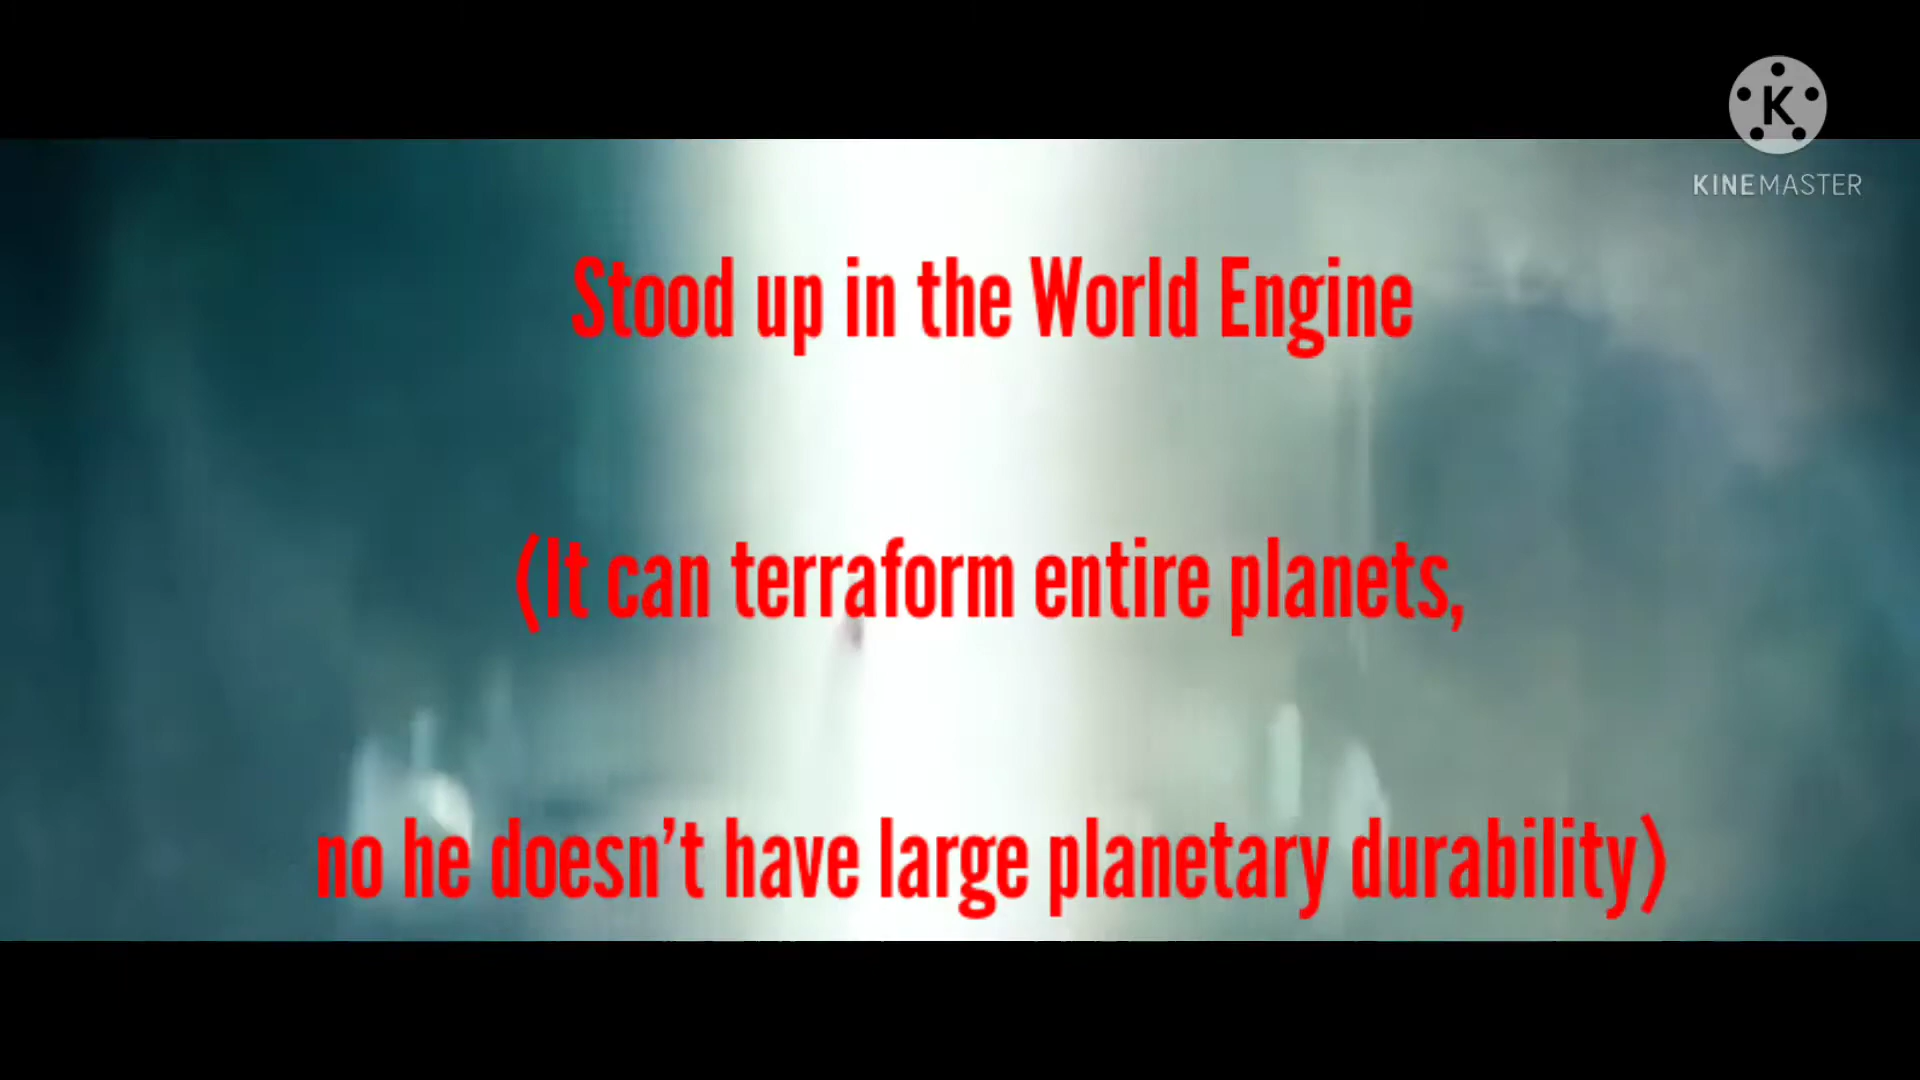 K
KINEMASTER
Stood up in the World Engine
(It can terraform entire planets,
no he doesn't have large planetary durability)